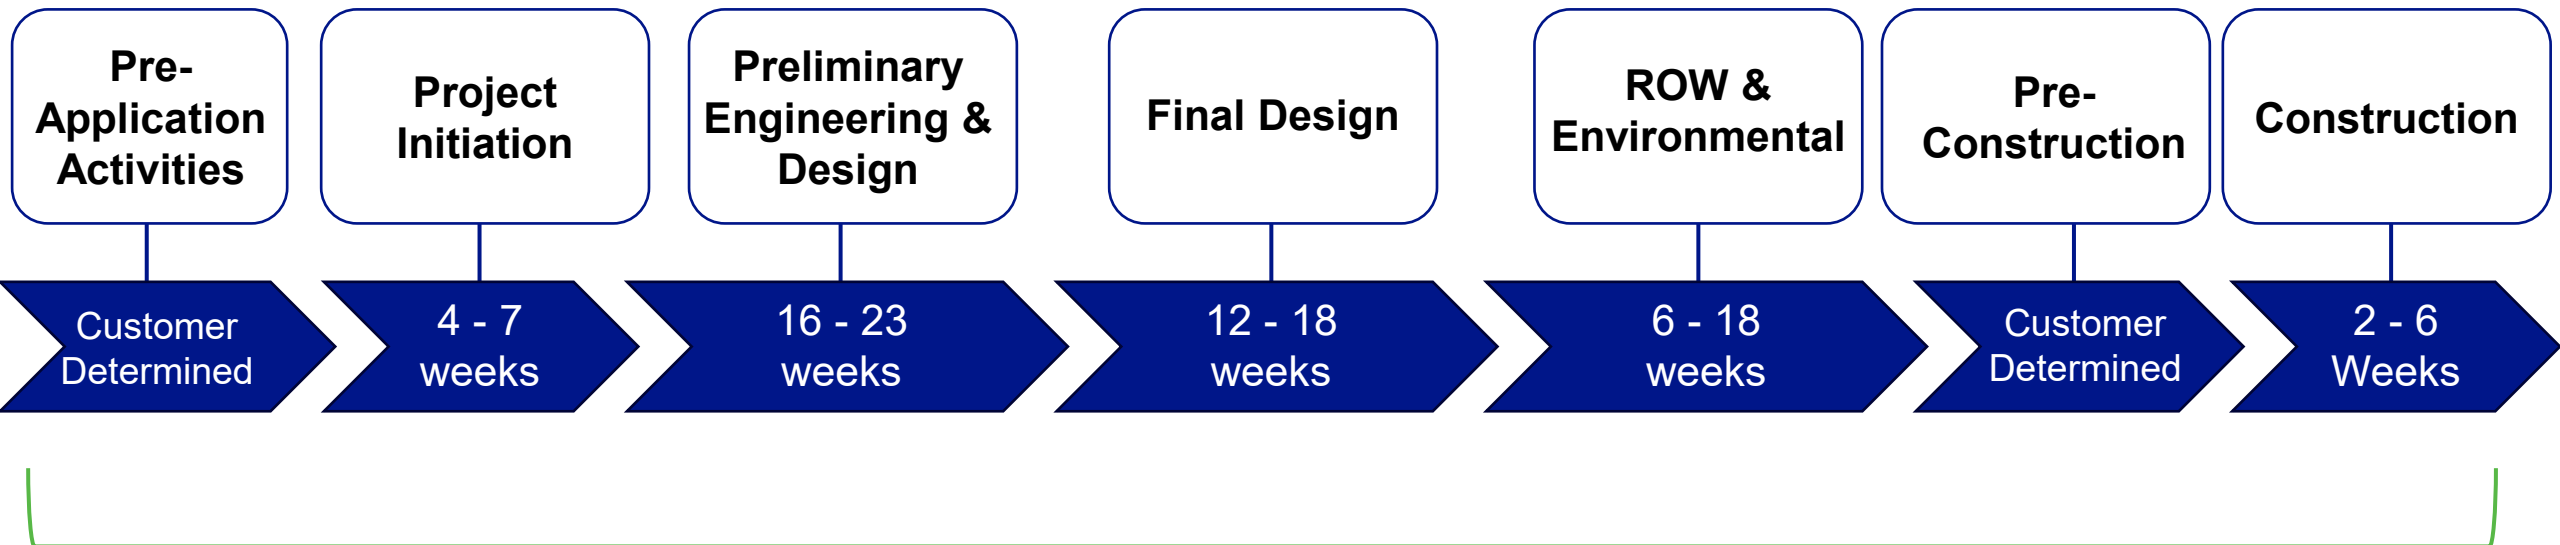 Pre-
Application
Activities
Project
Initiation
Preliminary
Engineering &
Design
Final Design
ROW &
Environmental
Pre-
Construction
Construction
Customer
Determined
4 - 7
weeks
16 - 23
weeks
12 - 18
weeks
6 - 18
weeks
Customer
Determined
2 - 6
Weeks